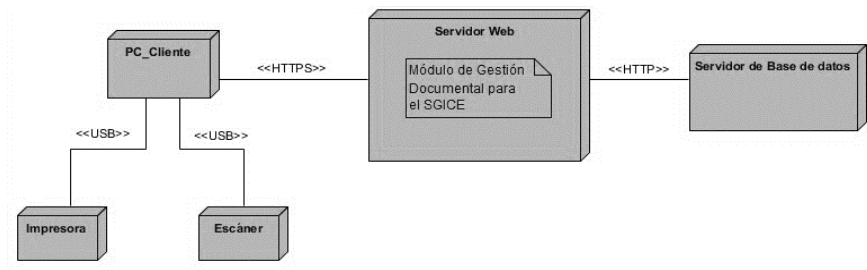 Servidor Web
PC_Cliente
<<HTTPS>>
Módulo de Gestión
Documental para
el SGICE
<<HTTP>>
Servidor de Base de datos
<<USB>>
<<USB>>
Impresora
Escáner